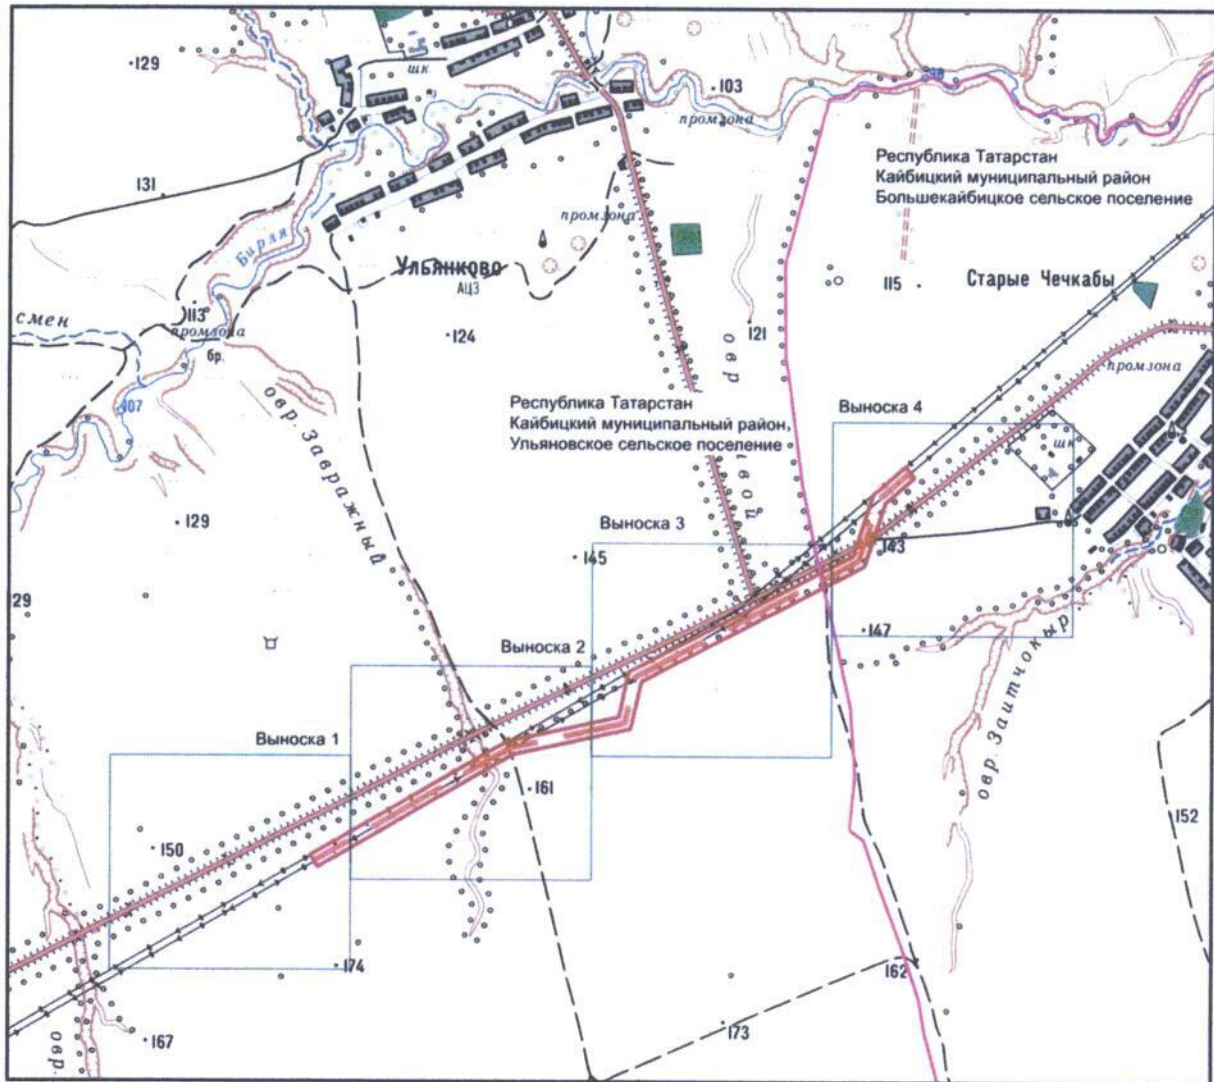 129
шк
103
промзона
98
131
Республика Татарстан
Кайбицкий муниципальный район
Большекайбицкое сельское поселение
промзона
Бирля
Ульянково
АЦЗ
115
Старые Чечкабы
смен
113
промзона
бр.
124
121
овр
промзона
107
овр. Завражный
Республика Татарстан
Кайбицкий муниципальный район,
Ульяновское сельское поселение
Выноска 4
шк
129
Выноска 3
вой
145
143
29
147
Выноска 2
овр. Заитчокыр
Выноска 1
161
150
152
174
162
173
167
овр.